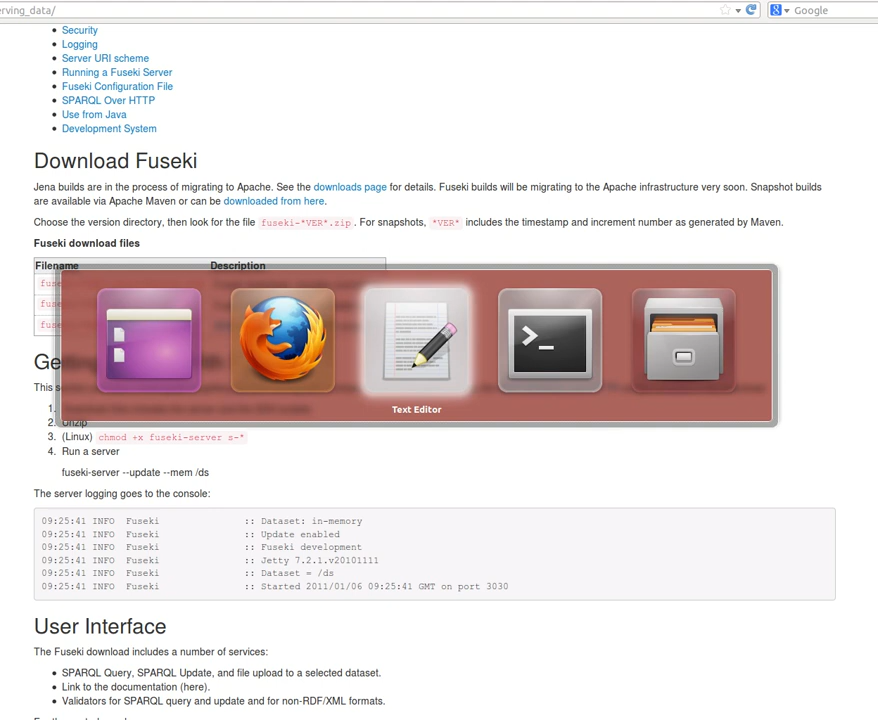 erving_data/
Google
Security
Logging
Server URI scheme
Running a Fuseki Server
Fuseki Configuration File
SPARQL Over HTTP
Use from Java
Development System
Download Fuseki
Jena builds are in the process of migrating to Apache. See the downloads page for details. Fuseki builds will be migrating to the Apache infrastructure very soon. Snapshot builds
are available via Apache Maven or can be downloaded from here.
Choose the version directory, then look for the file fuseki-*VER*.zip. For snapshots, *VER* includes the timestamp and increment number as generated by Maven.
Fuseki download files
Filename Description
Text Editor
1.
2. Unzip
3. (Linux) chmod +x fuseki-server s-*
4. Run a server
fuseki-server --update --mem /ds
The server logging goes to the console:
09:25:41 INFO Fuseki :: Dataset: in-memory
09:25:41 INFO Fuseki :: Update enabled
09:25:41 INFO Fuseki :: Fuseki development
09:25:41 INFO Fuseki :: Jetty 7.2.1.v20101111
09:25:41 INFO Fuseki :: Dataset = /ds
09:25:41 INFO Fuseki :: Started 2011/01/06 09:25:41 GMT on port 3030
User Interface
The Fuseki download includes a number of services:
SPARQL Query, SPARQL Update, and file upload to a selected dataset.
Link to the documentation (here).
Validators for SPARQL query and update and for non-RDF/XML formats.